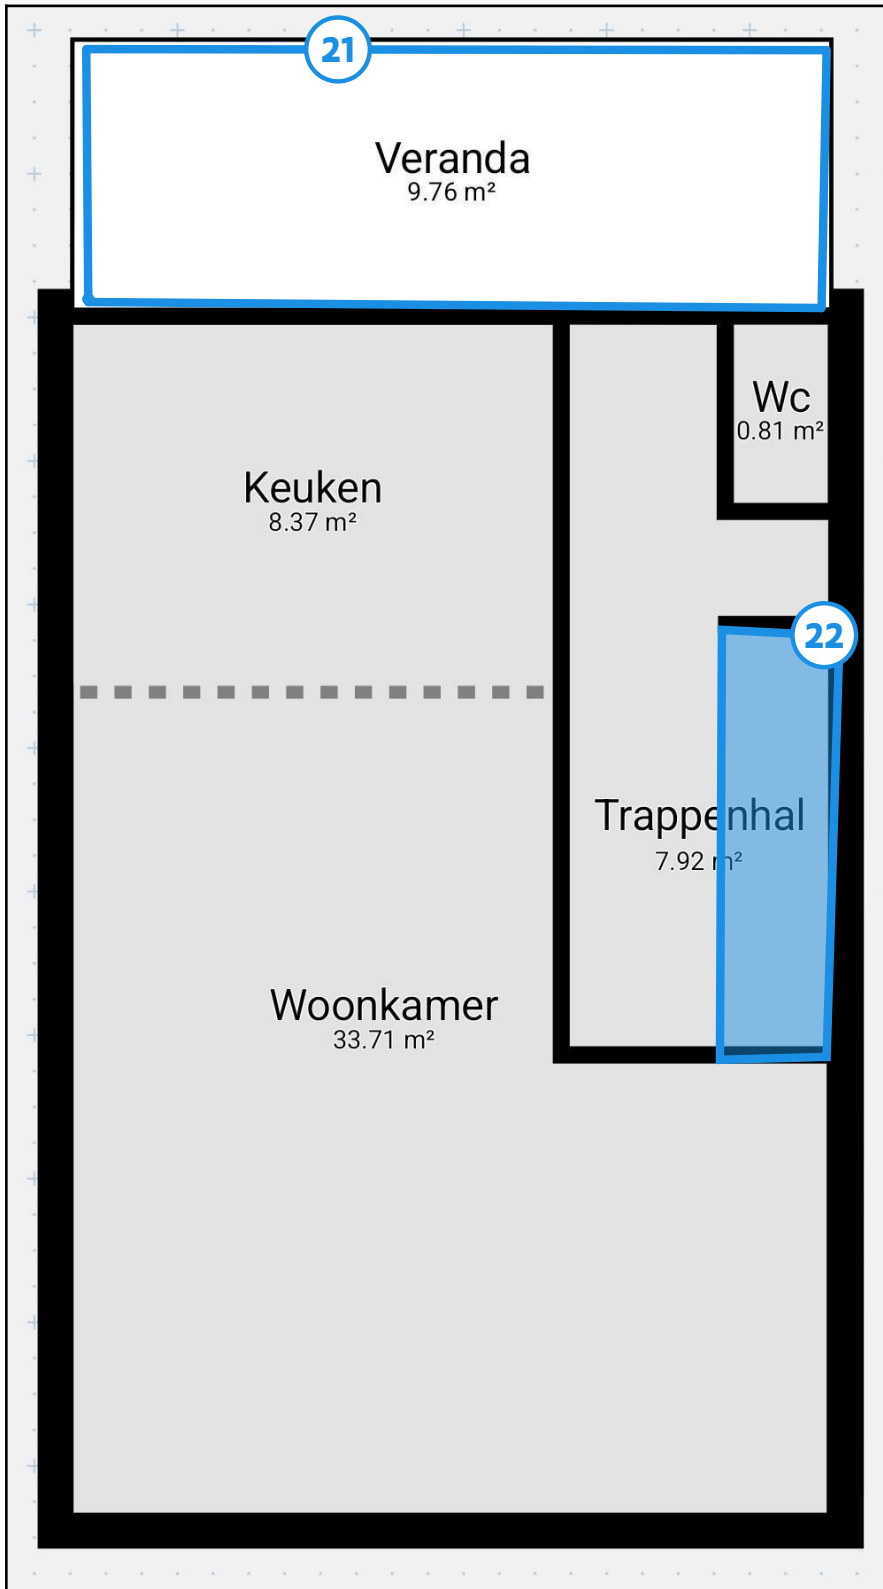 21
Veranda
9.76 m²
Wc
0.81 m²
Keuken
8.37 m²
22
Trappenhal
7.92 m²
Woonkamer
33.71 m²